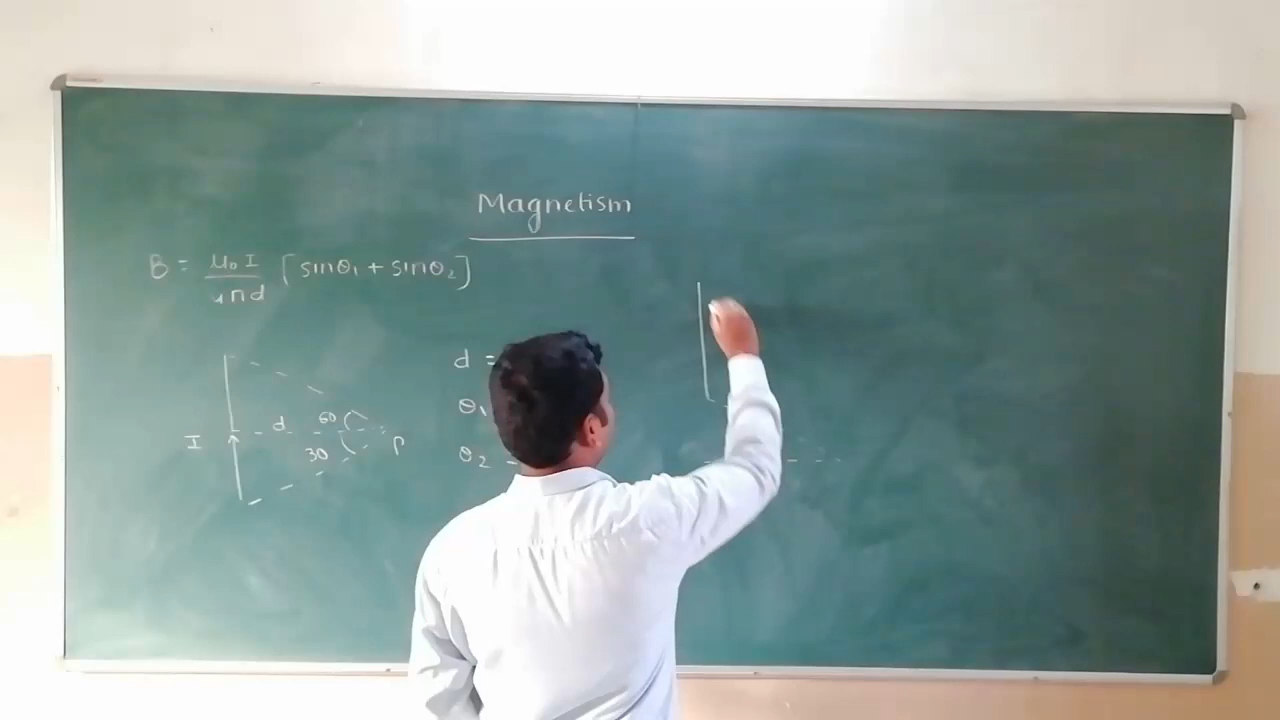 Magnetism
B = μ₀I / 4πd [sinθ₁ + sinθ₂]
d =
θ₁
60
d
I
P
30
θ₂ -